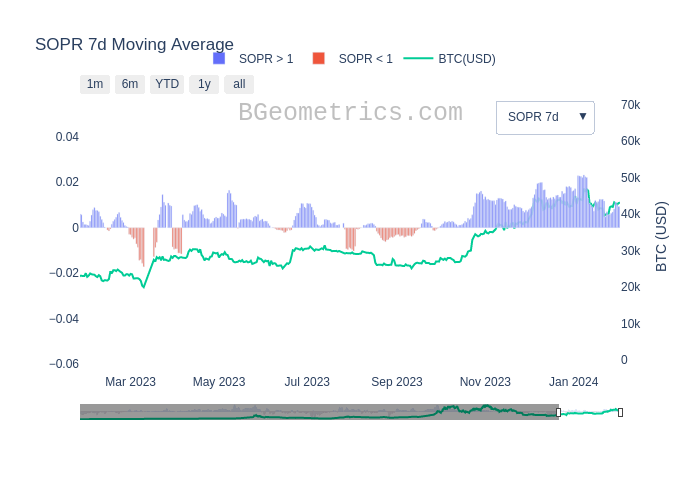 SOPR 7d Moving Average
SOPR > 1
SOPR < 1
BTC(USD)
1m
6m
YTD
1y
all
BGeometrics.com
SOPR 7d
▼
0.04
0.02
0
−0.02
−0.04
−0.06
70k
60k
50k
40k
30k
20k
10k
0
BTC (USD)
Mar 2023
May 2023
Jul 2023
Sep 2023
Nov 2023
Jan 2024